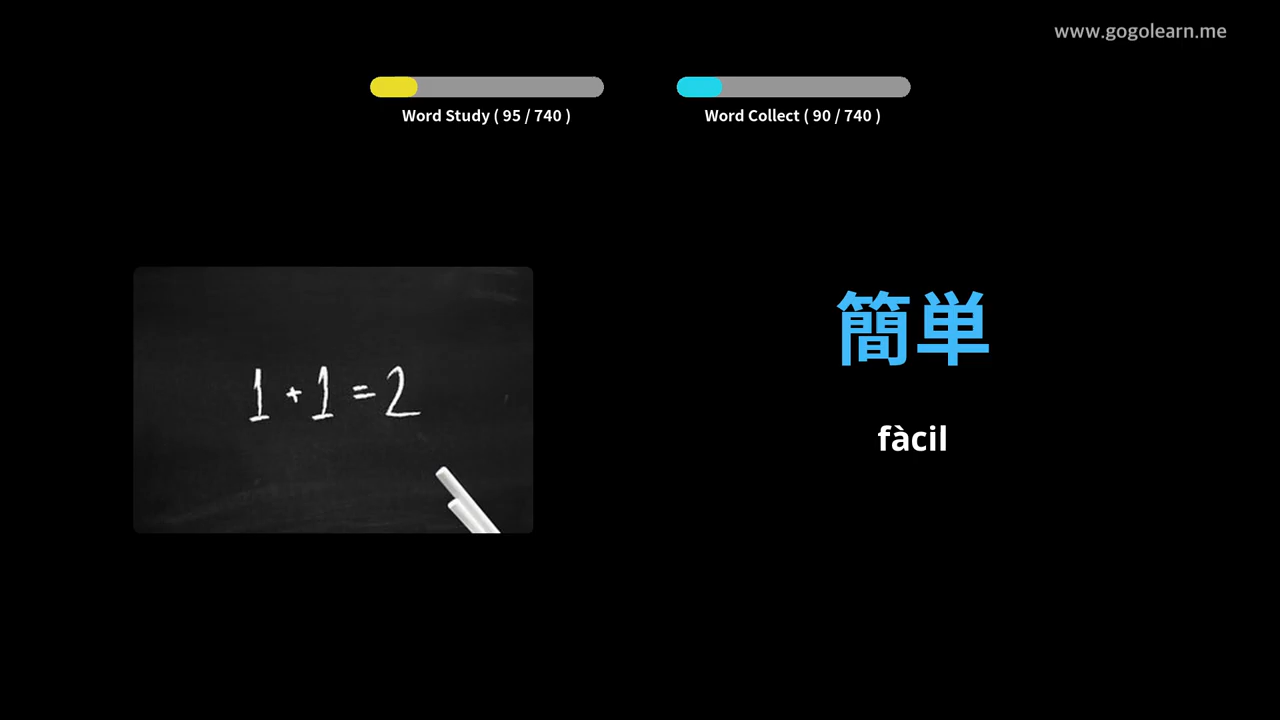 www.gogolearn.me
Word Study ( 95 / 740 )
Word Collect ( 90 / 740 )
1 + 1 = 2
簡単
fàcil